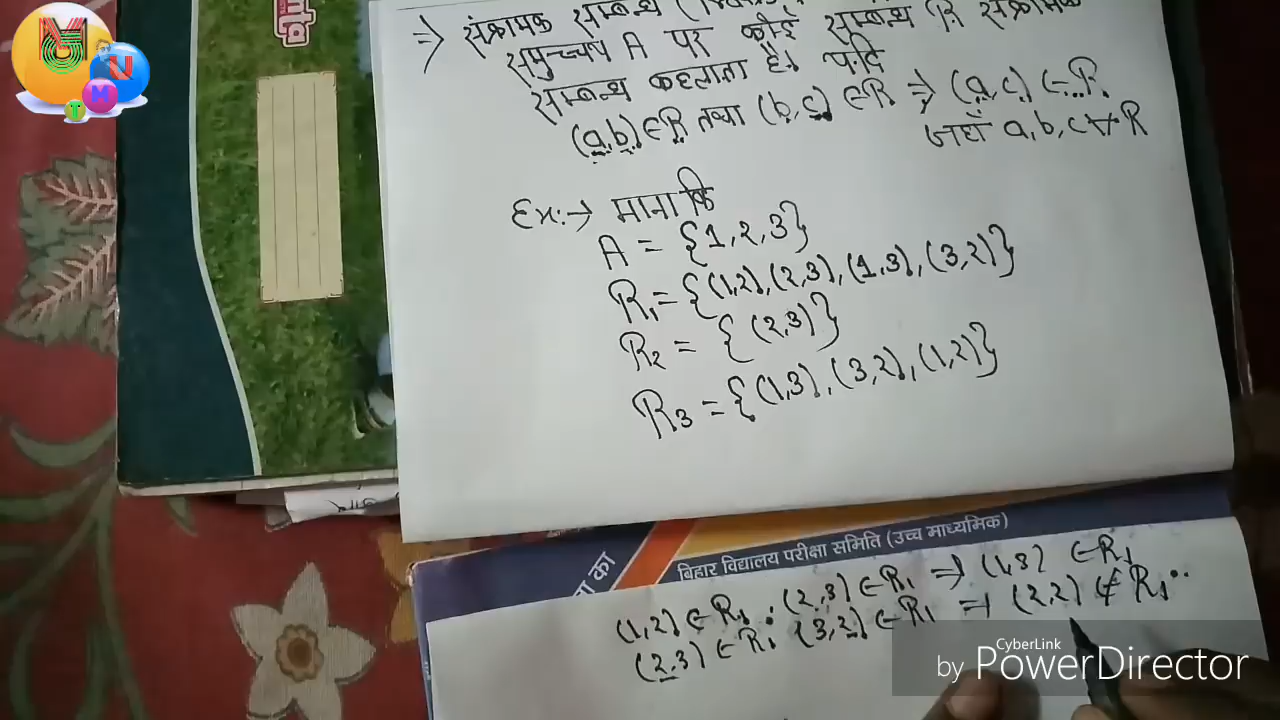 ⇒ संक्रामक सम्बन्ध
समुच्चय A पर कोई सम्बन्ध R संक्रामक
सम्बन्ध कहलाता है। यदि
(a,b)∈R तथा (b,c)∈R ⇒ (a,c)∈R.
जहाँ a,b,c∀R
Ex:→ माना कि
A = {1,2,3}
R₁ = {(1,2),(2,3),(1,3),(3,2)}
R₂ = {(2,3)}
R₃ = {(1,3),(3,2),(1,2)}
बिहार विद्यालय परीक्षा समिति (उच्च माध्यमिक)
का
(1,2)∈R₁, (2,3)∈R₁ ⇒ (1,3) ∈R₁
(2,3)∈R₁ (3,2)∈R₁ ⇒ (2,2)∉R₁
M
U
T
M
CyberLink
by PowerDirector